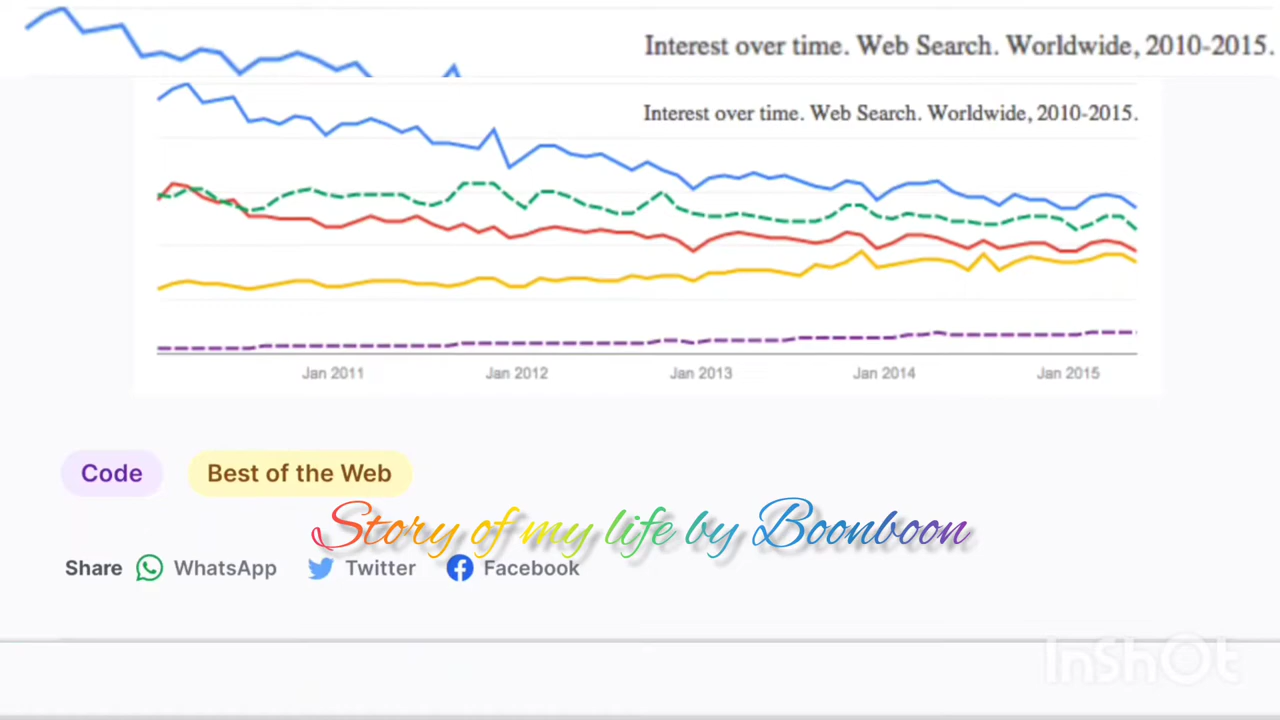 Interest over time. Web Search. Worldwide, 2010-2015.
Interest over time. Web Search. Worldwide, 2010-2015.
Jan 2011 Jan 2012 Jan 2013 Jan 2014 Jan 2015
Code Best of the Web
Story of my life by Boonboon
Share WhatsApp Twitter Facebook
InShOt